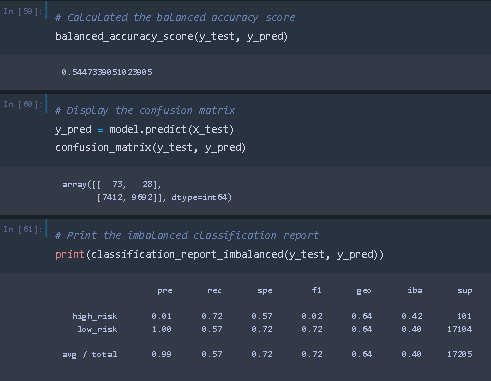 In [59]:
# Calculated the balanced accuracy score
balanced_accuracy_score(y_test, y_pred)
0.5447339051023905
In [60]:
# Display the confusion matrix
y_pred = model.predict(X_test)
confusion_matrix(y_test, y_pred)
array([[ 73, 28],
[7412, 9692]], dtype=int64)
In [61]:
# Print the imbalanced classification report
print(classification_report_imbalanced(y_test, y_pred))
pre rec spe f1 geo iba sup
high_risk 0.01 0.72 0.57 0.02 0.64 0.42 101
low_risk 1.00 0.57 0.72 0.72 0.64 0.40 17104
avg / total 0.99 0.57 0.72 0.72 0.64 0.40 17205